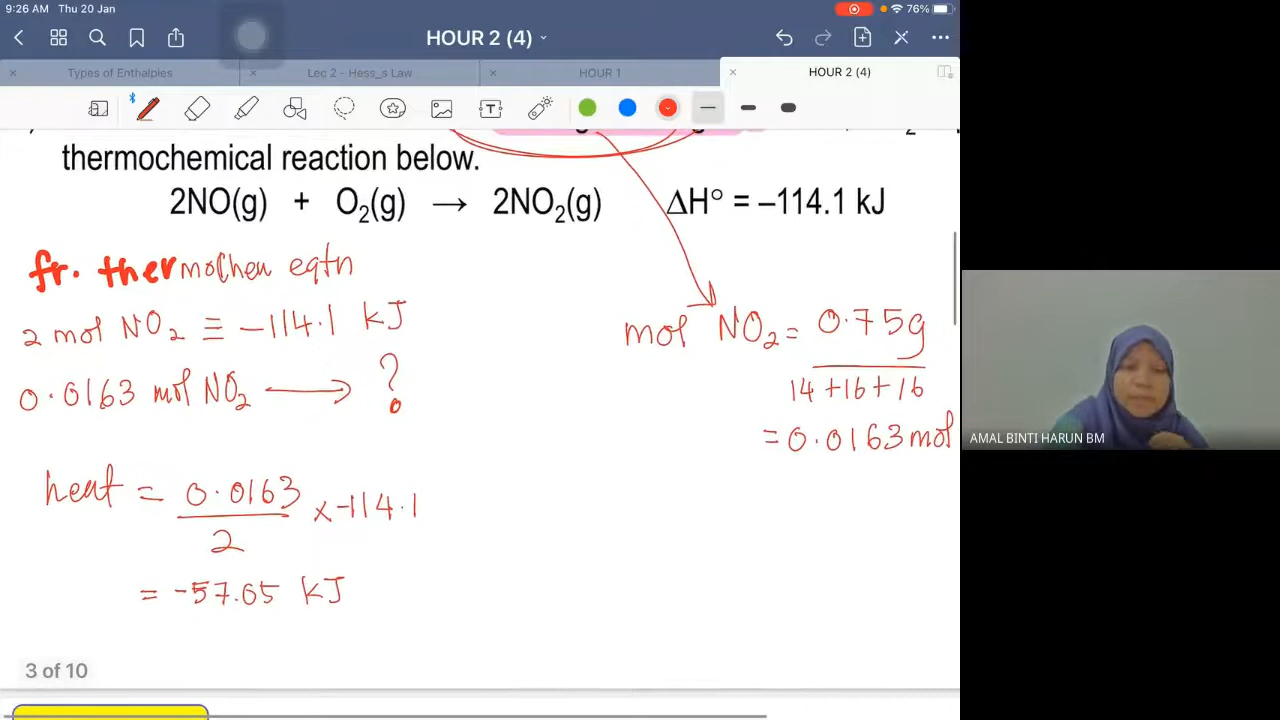 9:26 AM Thu 20 Jan
76%
HOUR 2 (4)
Types of Enthalpies
Lec 2 - Hess_s Law
HOUR 1
HOUR 2 (4)
thermochemical reaction below.
2NO(g) + O₂(g) → 2NO₂(g) ΔH° = –114.1 kJ
fr. thermochem eqtn
2 mol NO₂ ≡ -114.1 kJ
0.0163 mol NO₂ ⟶ ?
mol NO₂ = 0.75g
14 +16 + 16
= 0.0163 mol
heat = 0.0163
2
x -114.1
= -57.05 kJ
3 of 10
AMAL BINTI HARUN BM